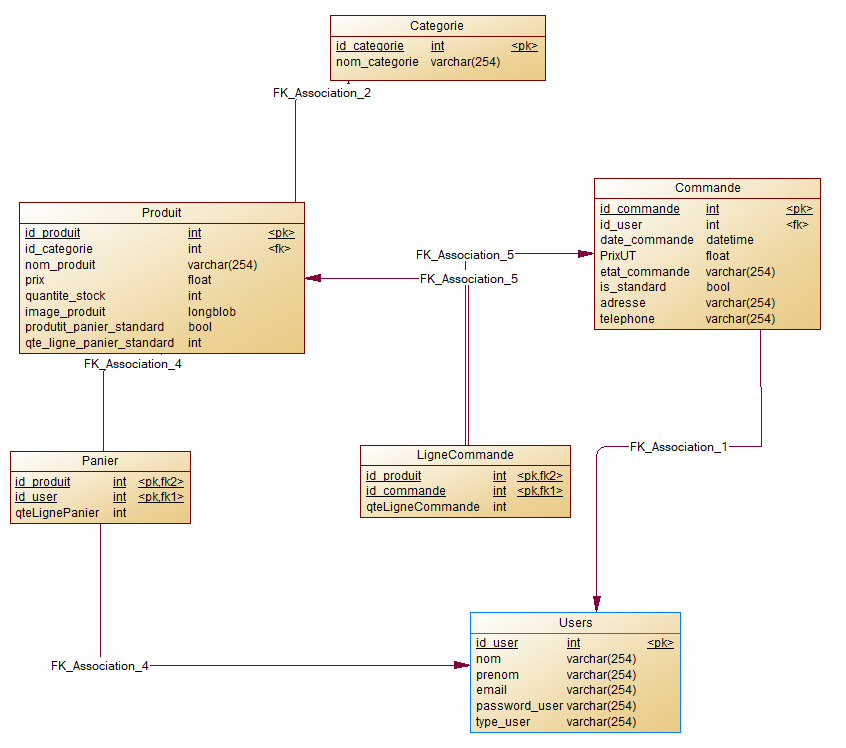 Categorie
id_categorie int <pk>
nom_categorie varchar(254)
FK_Association_2
Produit
id_produit int <pk>
id_categorie int <fk>
nom_produit varchar(254)
prix float
quantite_stock int
image_produit longblob
produtit_panier_standard bool
qte_ligne_panier_standard int
Commande
id_commande int <pk>
id_user int <fk>
date_commande datetime
PrixUT float
etat_commande varchar(254)
is_standard bool
adresse varchar(254)
telephone varchar(254)
FK_Association_5
FK_Association_5
FK_Association_4
Panier
id_produit int <pk,fk2>
id_user int <pk,fk1>
qteLignePanier int
LigneCommande
id_produit int <pk,fk2>
id_commande int <pk,fk1>
qteLigneCommande int
FK_Association_1
FK_Association_4
Users
id_user int <pk>
nom varchar(254)
prenom varchar(254)
email varchar(254)
password_user varchar(254)
type_user varchar(254)